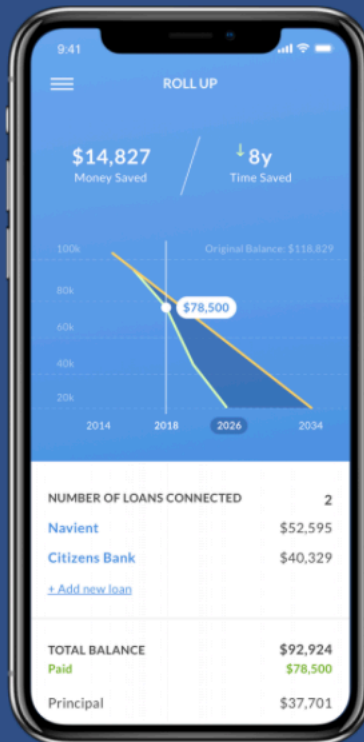 9:41
ROLL UP
$14,827
Money Saved
↓8y
Time Saved
100k
Original Balance: $118,829
80k
$78,500
60k
40k
20k
2014 2018 2026 2034
NUMBER OF LOANS CONNECTED 2
Navient $52,595
Citizens Bank $40,329
+ Add new loan
TOTAL BALANCE $92,924
Paid $78,500
Principal $37,701